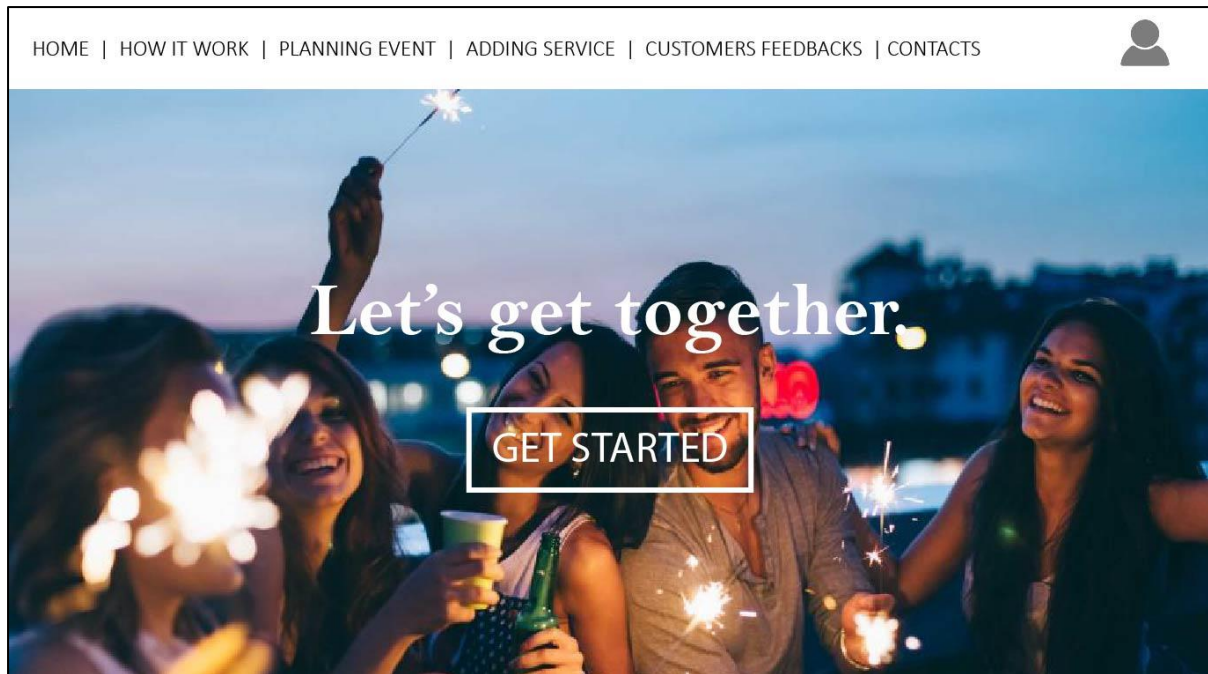 HOME | HOW IT WORK | PLANNING EVENT | ADDING SERVICE | CUSTOMERS FEEDBACKS | CONTACTS
Let's get together.
GET STARTED